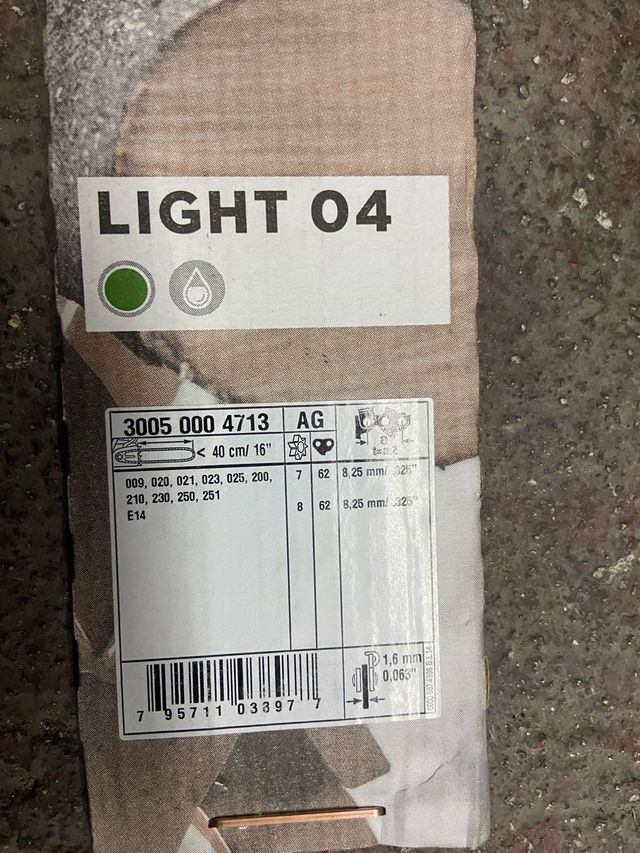 LIGHT 04
3005 000 4713 AG
a
< 40 cm/ 16"
009, 020, 021, 023, 025, 200, 7 62 8,25 mm/ .325"
210, 230, 250, 251
E14 8 62 8,25 mm/ .325"
1,6 mm
0,063"
7 95711 03897 7